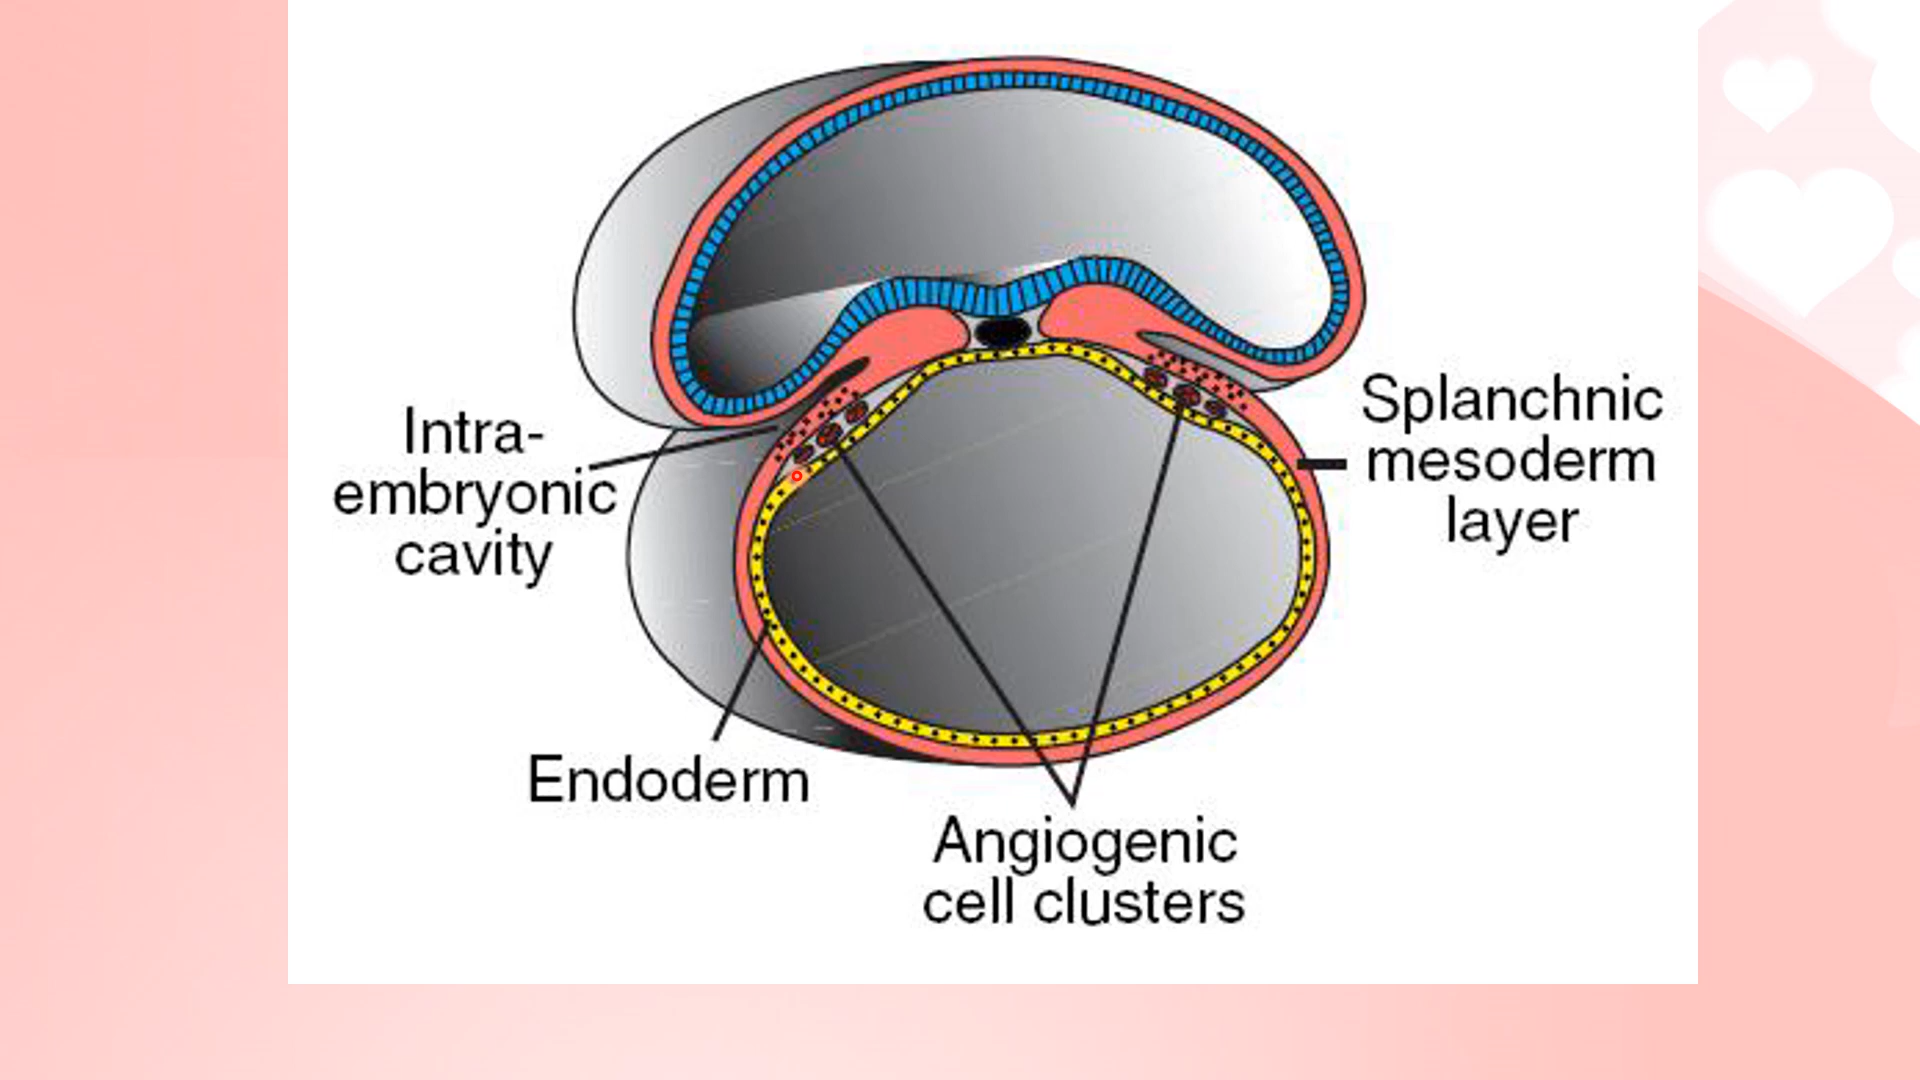 Intra-
embryonic
cavity
Splanchnic
mesoderm
layer
Endoderm
Angiogenic
cell clusters